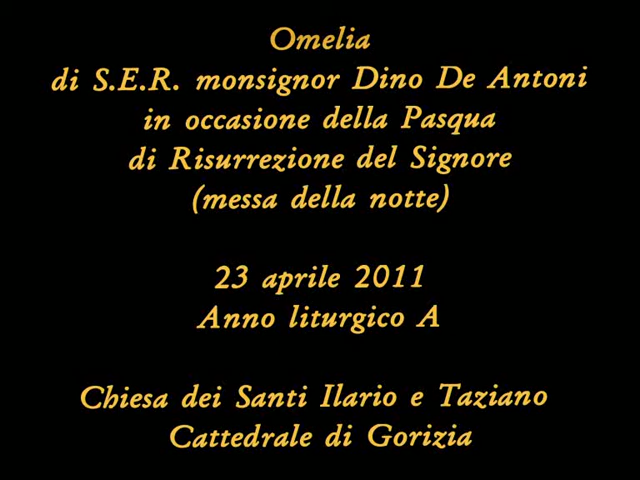 Omelia
di S.E.R. monsignor Dino De Antoni
in occasione della Pasqua
di Risurrezione del Signore
(messa della notte)
23 aprile 2011
Anno liturgico A
Chiesa dei Santi Ilario e Taziano
Cattedrale di Gorizia